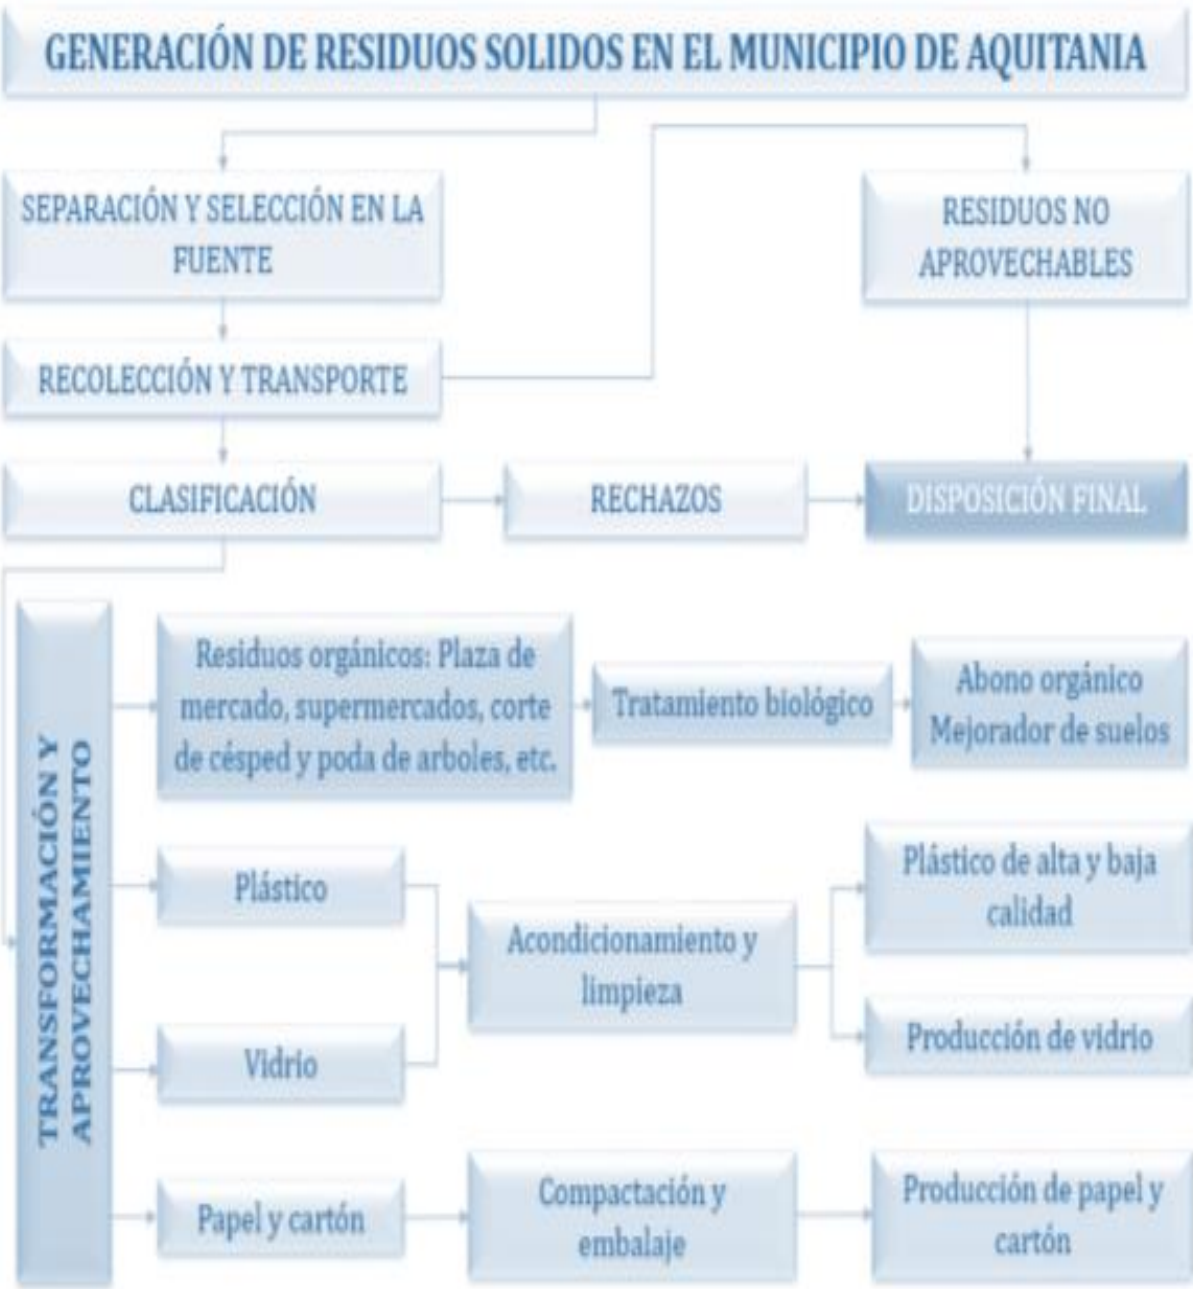 GENERACIÓN DE RESIDUOS SOLIDOS EN EL MUNICIPIO DE AQUITANIA
SEPARACIÓN Y SELECCIÓN EN LA
FUENTE
RESIDUOS NO
APROVECHABLES
RECOLECCIÓN Y TRANSPORTE
CLASIFICACIÓN
RECHAZOS
DISPOSICIÓN FINAL
TRANSFORMACIÓN Y
APROVECHAMIENTO
Residuos orgánicos: Plaza de
mercado, supermercados, corte
de césped y poda de arboles, etc.
Tratamiento biológico
Abono orgánico
Mejorador de suelos
Plástico
Vidrio
Acondicionamiento y
limpieza
Plástico de alta y baja
calidad
Producción de vidrio
Papel y cartón
Compactación y
embalaje
Producción de papel y
cartón